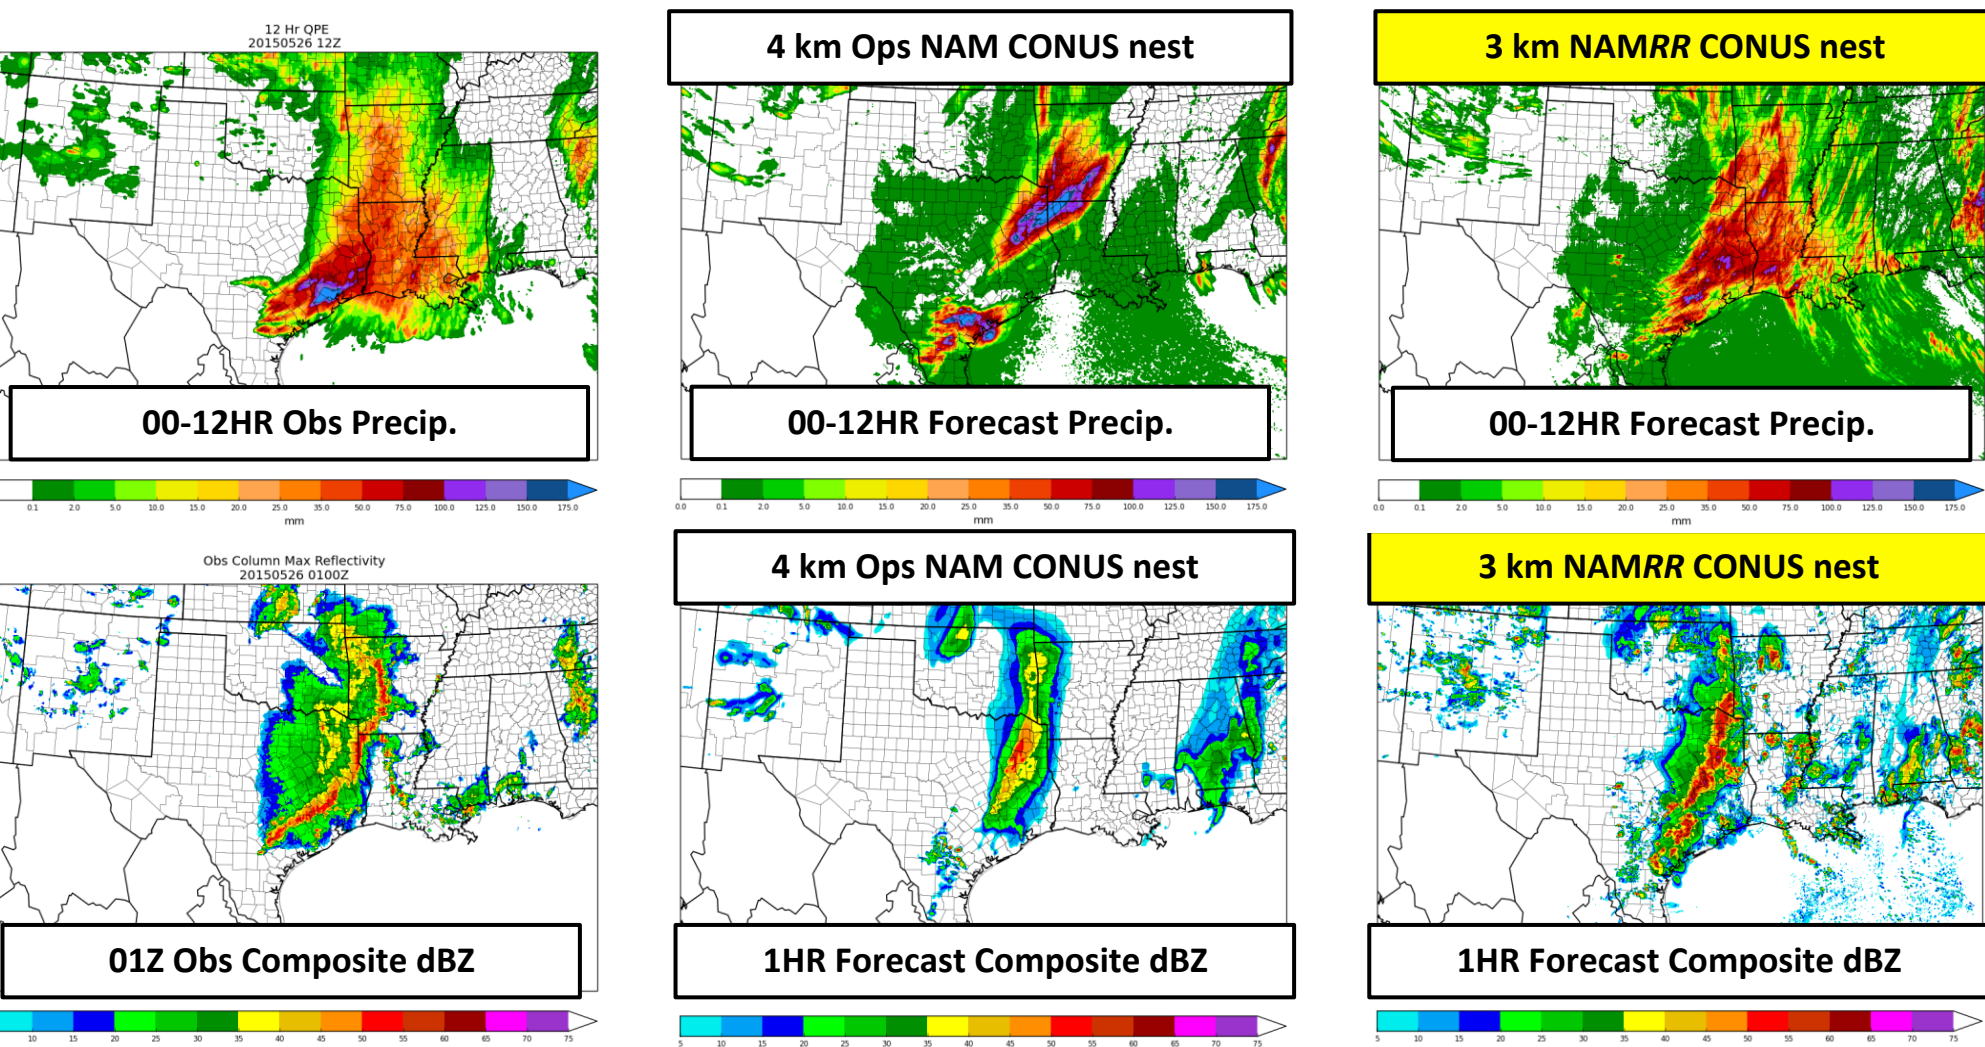 12 Hr QPE
20150526 12Z
4 km Ops NAM CONUS nest
3 km NAMRR CONUS nest
00-12HR Obs Precip.
00-12HR Forecast Precip.
00-12HR Forecast Precip.
0.1 2.0 5.0 10.0 15.0 20.0 25.0 35.0 50.0 75.0 100.0 125.0 150.0 175.0
mm
0.0 0.1 2.0 5.0 10.0 15.0 20.0 25.0 35.0 50.0 75.0 100.0 125.0 150.0 175.0
mm
0.0 0.1 2.0 5.0 10.0 15.0 20.0 25.0 35.0 50.0 75.0 100.0 125.0 150.0 175.0
mm
Obs Column Max Reflectivity
20150526 0100Z
4 km Ops NAM CONUS nest
3 km NAMRR CONUS nest
01Z Obs Composite dBZ
1HR Forecast Composite dBZ
1HR Forecast Composite dBZ
10 15 20 25 30 35 40 45 50 55 60 65 70 75
5 10 15 20 25 30 35 40 45 50 55 60 65 70 75
5 10 15 20 25 30 35 40 45 50 55 60 65 70 75